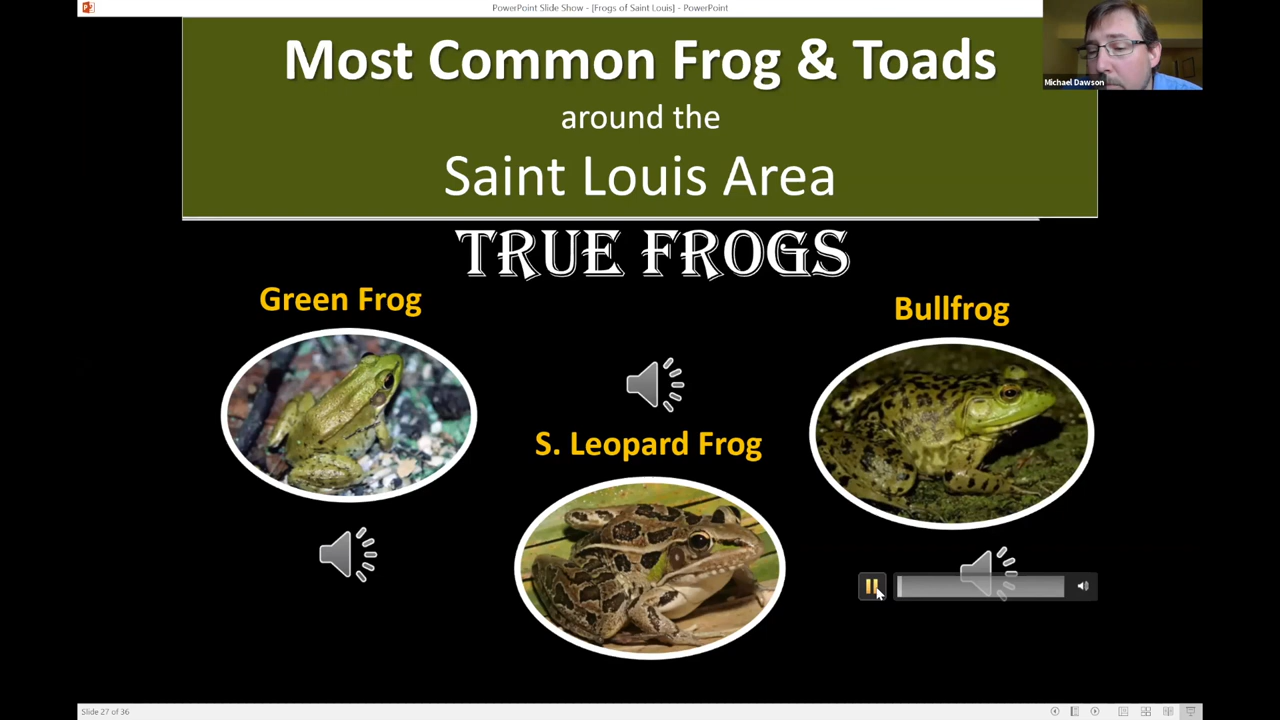 PowerPoint Slide Show - [Frogs of Saint Louis] - PowerPoint
Most Common Frog & Toads
around the
Saint Louis Area
Michael Dawson
TRUE FROGS
Green Frog
Bullfrog
S. Leopard Frog
Slide 27 of 36